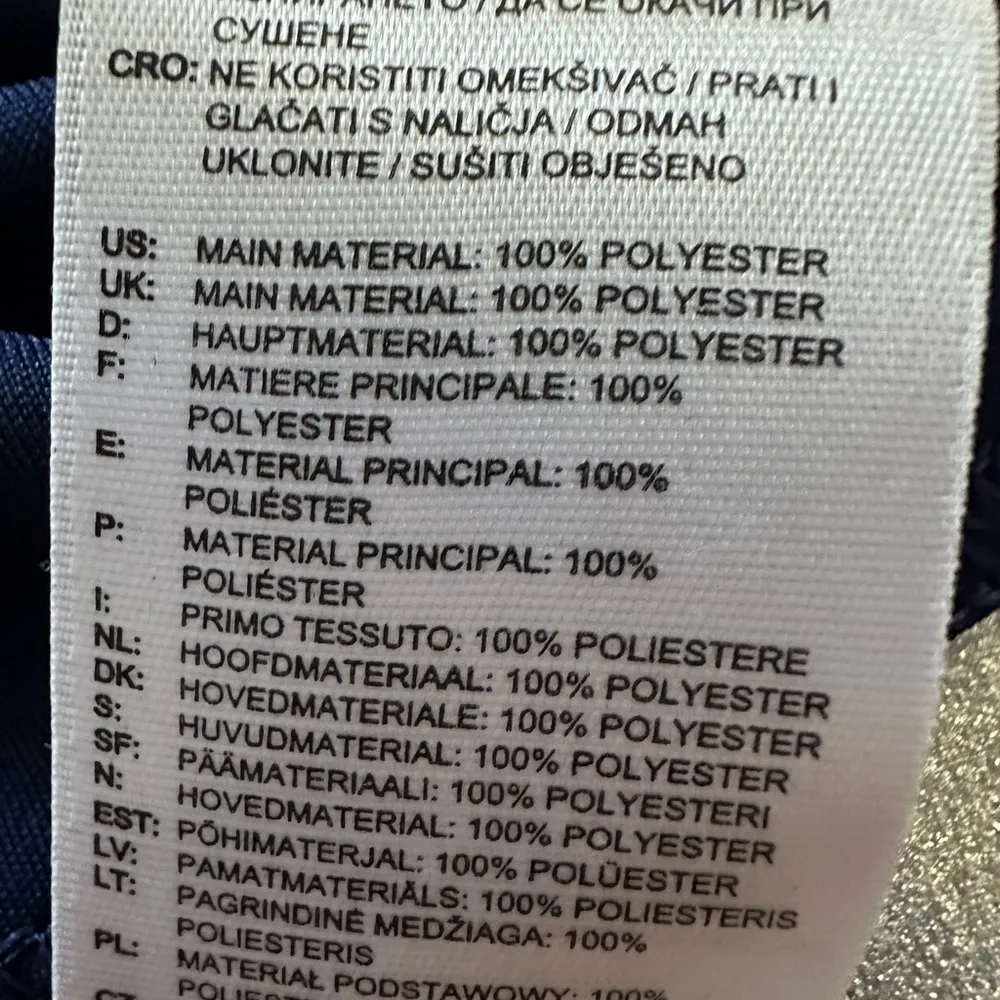 ДА СЕ ОКАЧИ ПРИ
СУШЕНЕ
CRO: NE KORISTITI OMEKŠIVAČ / PRATI I
GLAČATI S NALIČJA / ODMAH
UKLONITE / SUŠITI OBJEŠENO
US: MAIN MATERIAL: 100% POLYESTER
UK: MAIN MATERIAL: 100% POLYESTER
D: HAUPTMATERIAL: 100% POLYESTER
F: MATIERE PRINCIPALE: 100%
POLYESTER
E: MATERIAL PRINCIPAL: 100%
POLIÉSTER
P: MATERIAL PRINCIPAL: 100%
POLIÉSTER
I: PRIMO TESSUTO: 100% POLIESTERE
NL: HOOFDMATERIAAL: 100% POLYESTER
DK: HOVEDMATERIALE: 100% POLYESTER
S: HUVUDMATERIAL: 100% POLYESTER
SF: PÄÄMATERIAALI: 100% POLYESTERI
N: HOVEDMATERIAL: 100% POLYESTER
EST: PÕHIMATERJAL: 100% POLÜESTER
LV: PAMATMATERIĀLS: 100% POLIESTERIS
LT: PAGRINDINĖ MEDŽIAGA: 100%
POLIESTERIS
PL: MATERIAŁ PODSTAWOWY: 100%